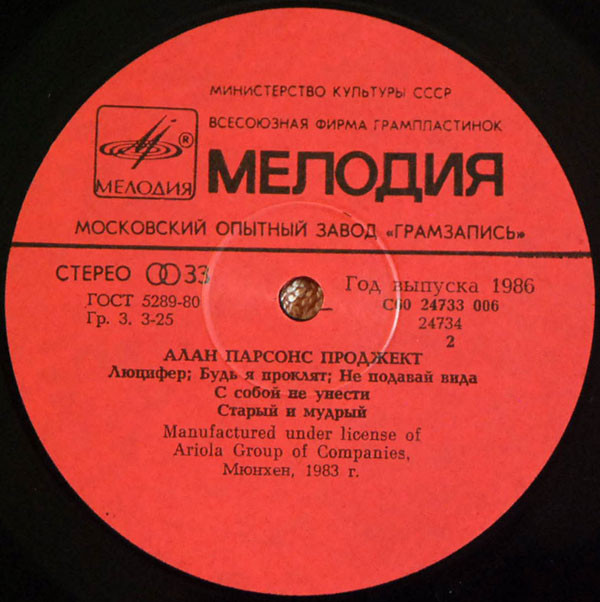 МИНИСТЕРСТВО КУЛЬТУРЫ СССР
ВСЕСОЮЗНАЯ ФИРМА ГРАМПЛАСТИНОК
®
МЕЛОДИЯ
МЕЛОДИЯ
МОСКОВСКИЙ ОПЫТНЫЙ ЗАВОД «ГРАМЗАПИСЬ»
СТЕРЕО 33
ГОСТ 5289-80
Гр. 3. 3-25
Год выпуска 1986
С60 24733 006
24734
2
АЛАН ПАРСОНС ПРОДЖЕКТ
Люцифер; Будь я проклят; Не подавай вида
С собой не унести
Старый и мудрый
Manufactured under license of
Ariola Group of Companies,
Мюнхен, 1983 г.